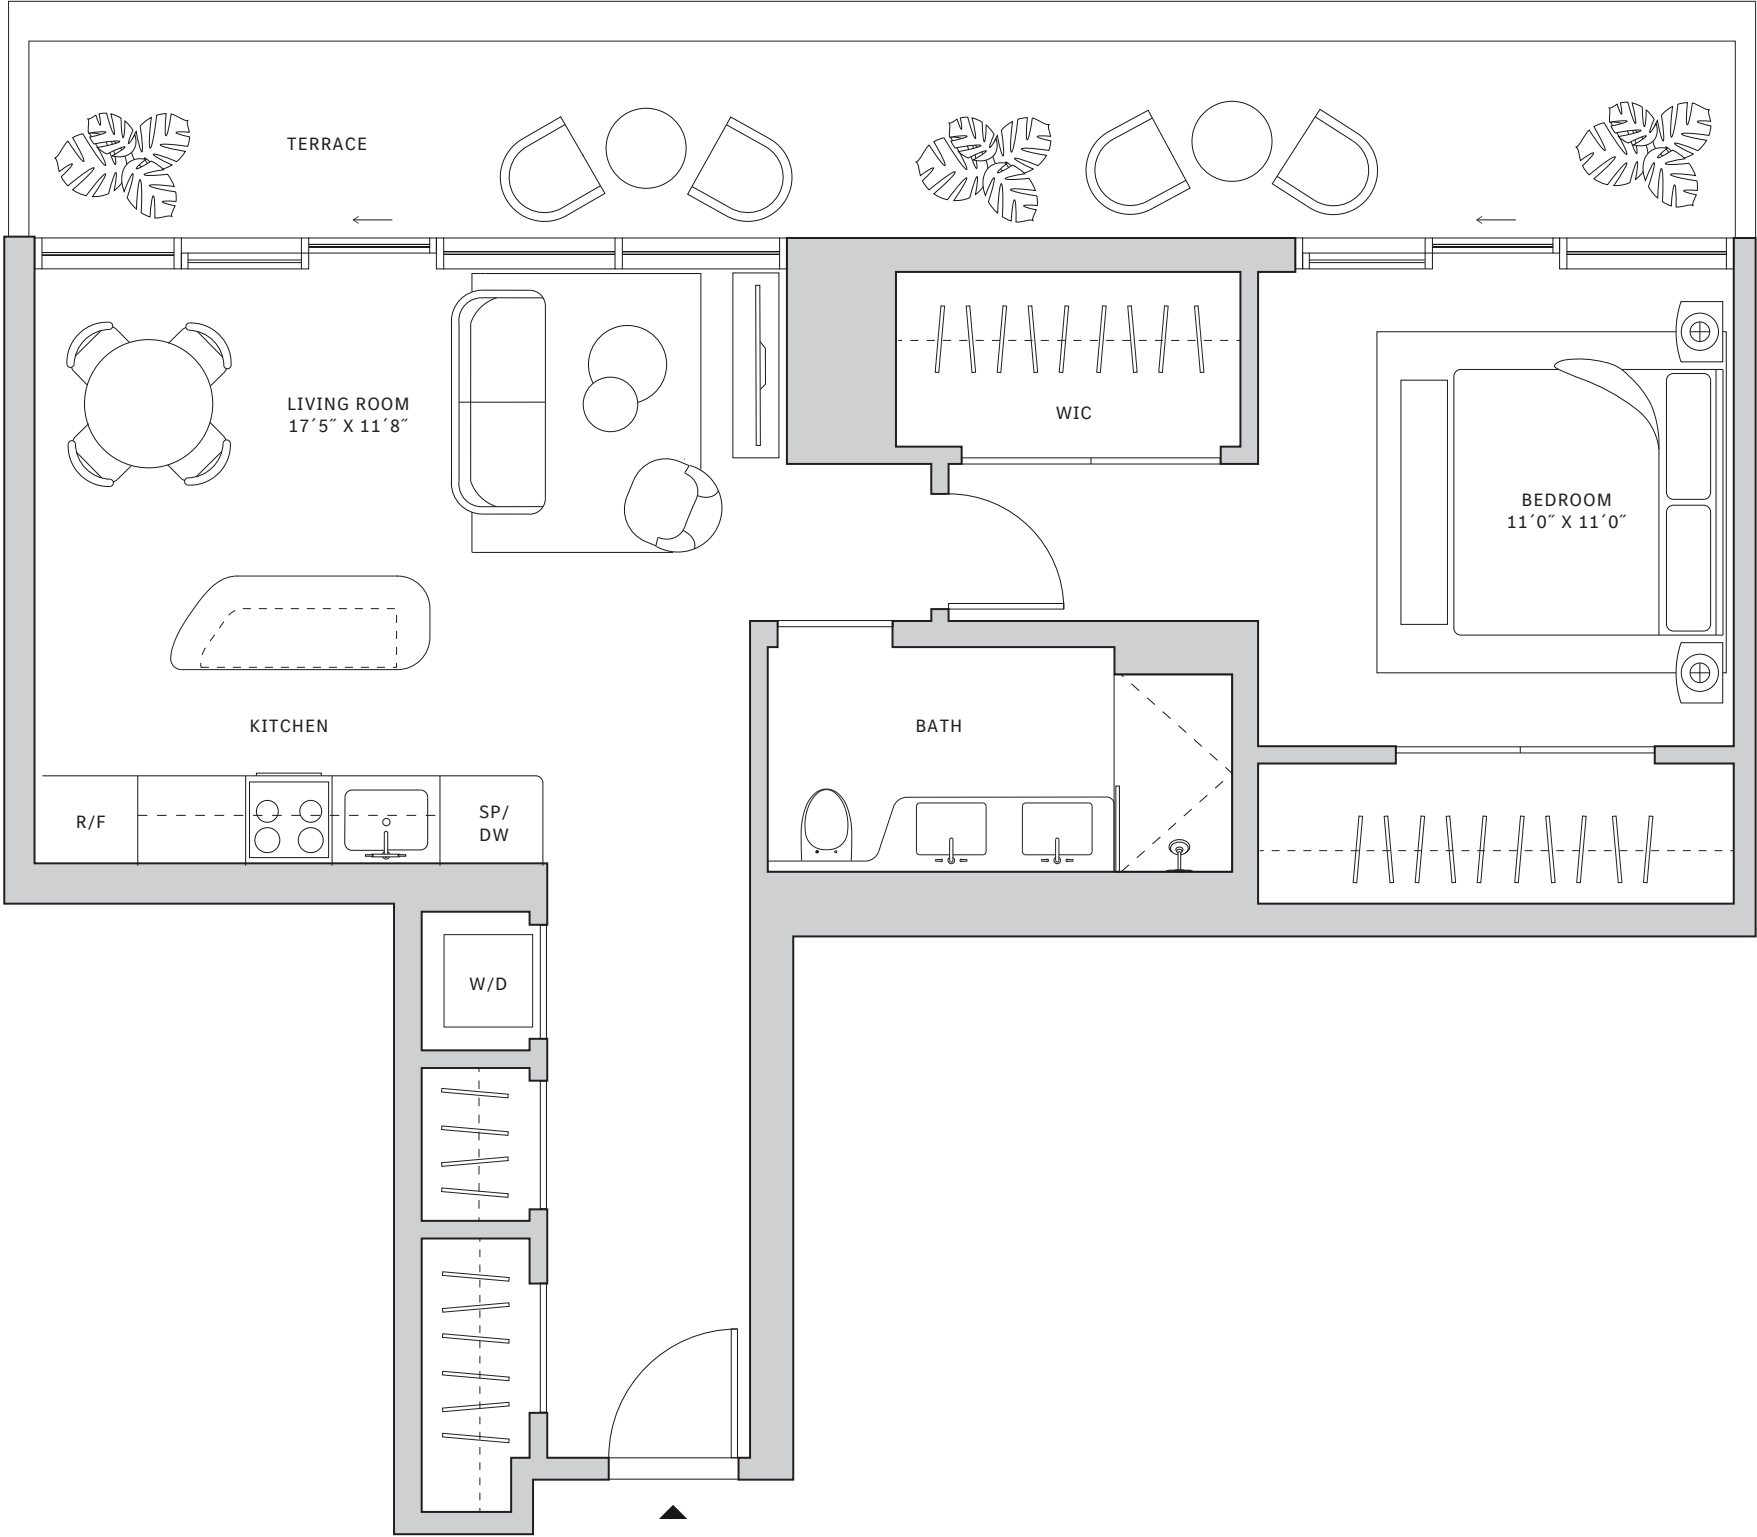 TERRACE
LIVING ROOM
17´5˝ X 11´8˝
WIC
BEDROOM
11´0˝ X 11´0˝
KITCHEN
BATH
R/F
SP/
DW
W/D